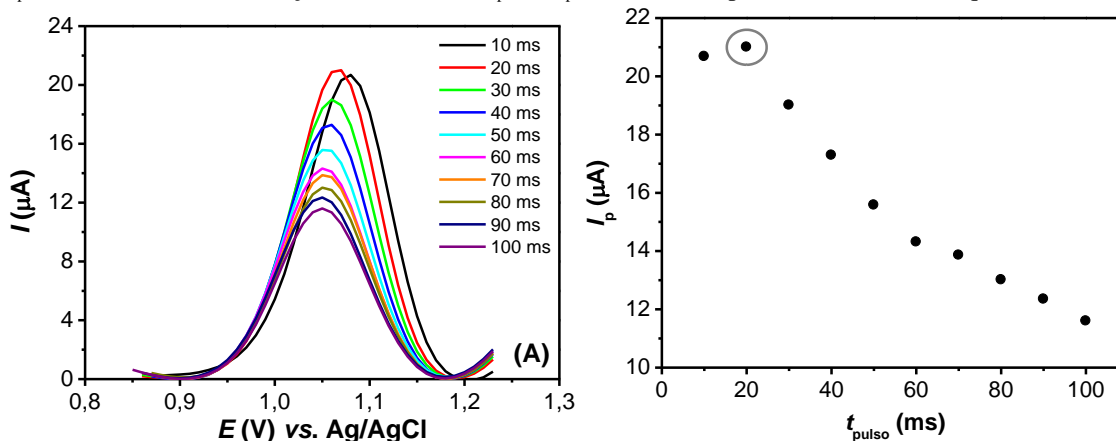 24
20
16
12
8
4
0
I (µA)
10 ms
20 ms
30 ms
40 ms
50 ms
60 ms
70 ms
80 ms
90 ms
100 ms
(A)
0,8 0,9 1,0 1,1 1,2 1,3
E (V) vs. Ag/AgCl
22
20
18
16
14
12
10
Ip (µA)
0 20 40 60 80 100
tpulso (ms)